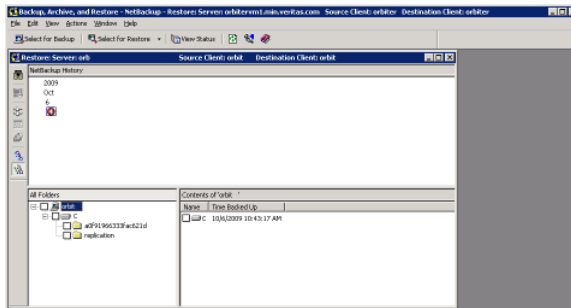 Backup, Archive, and Restore - NetBackup - Restore: Server: orbitervm1.min.veritas.com Source Client: orbiter Destination Client: orbiter
File Edit View Actions Window Help
Select for Backup Select for Restore View Status
Restore: Server: orb Source Client: orbit Destination Client: orbit
NetBackup History
2009
Oct
6
All Folders Contents of 'orbit '
orbit Name Time Backed Up
C C 10/6/2009 10:43:17 AM
a0f91966333fac621d
replication